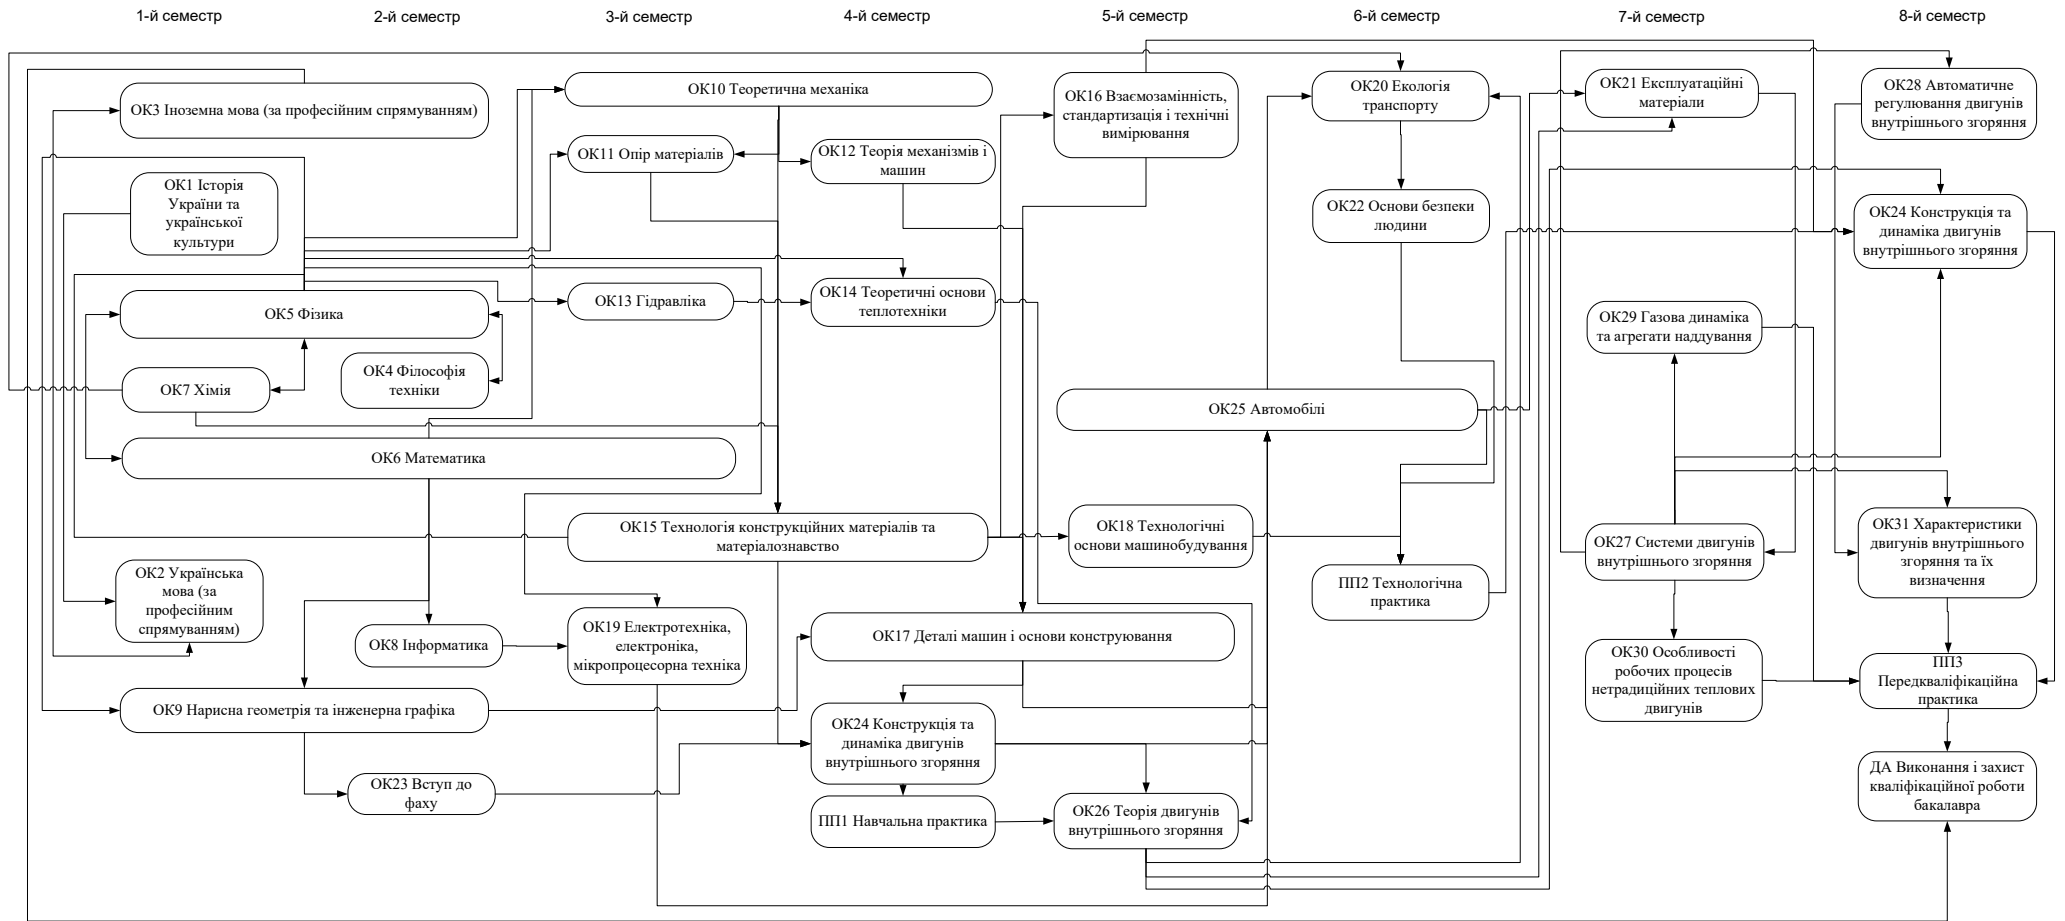 1-й семестр
2-й семестр
3-й семестр
4-й семестр
5-й семестр
6-й семестр
7-й семестр
8-й семестр
ОК3 Іноземна мова (за професійним спрямуванням)
ОК1 Історія
України та
української
культури
ОК5 Фізика
ОК4 Філософія
техніки
ОК7 Хімія
ОК6 Математика
ОК2 Українська
мова (за
професійним
спрямуванням)
ОК8 Інформатика
ОК9 Нарисна геометрія та інженерна графіка
ОК23 Вступ до
фаху
ОК10 Теоретична механіка
ОК11 Опір матеріалів
ОК12 Теорія механізмів і
машин
ОК13 Гідравліка
ОК14 Теоретичні основи
теплотехніки
ОК15 Технологія конструкційних матеріалів та
матеріалознавство
ОК19 Електротехніка,
електроніка,
мікропроцесорна техніка
ОК17 Деталі машин і основи конструювання
ОК24 Конструкція та
динаміка двигунів
внутрішнього згоряння
ПП1 Навчальна практика
ОК16 Взаємозамінність,
стандартизація і технічні
вимірювання
ОК25 Автомобілі
ОК18 Технологічні
основи машинобудування
ОК26 Теорія двигунів
внутрішнього згоряння
ОК20 Екологія
транспорту
ОК22 Основи безпеки
людини
ПП2 Технологічна
практика
ОК21 Експлуатаційні
матеріали
ОК29 Газова динаміка
та агрегати наддування
ОК27 Системи двигунів
внутрішнього згоряння
ОК30 Особливості
робочих процесів
нетрадиційних теплових
двигунів
ОК28 Автоматичне
регулювання двигунів
внутрішнього згоряння
ОК24 Конструкція та
динаміка двигунів
внутрішнього згоряння
ОК31 Характеристики
двигунів внутрішнього
згоряння та їх
визначення
ПП3
Передкваліфікаційна
практика
ДА Виконання і захист
кваліфікаційної роботи
бакалавра